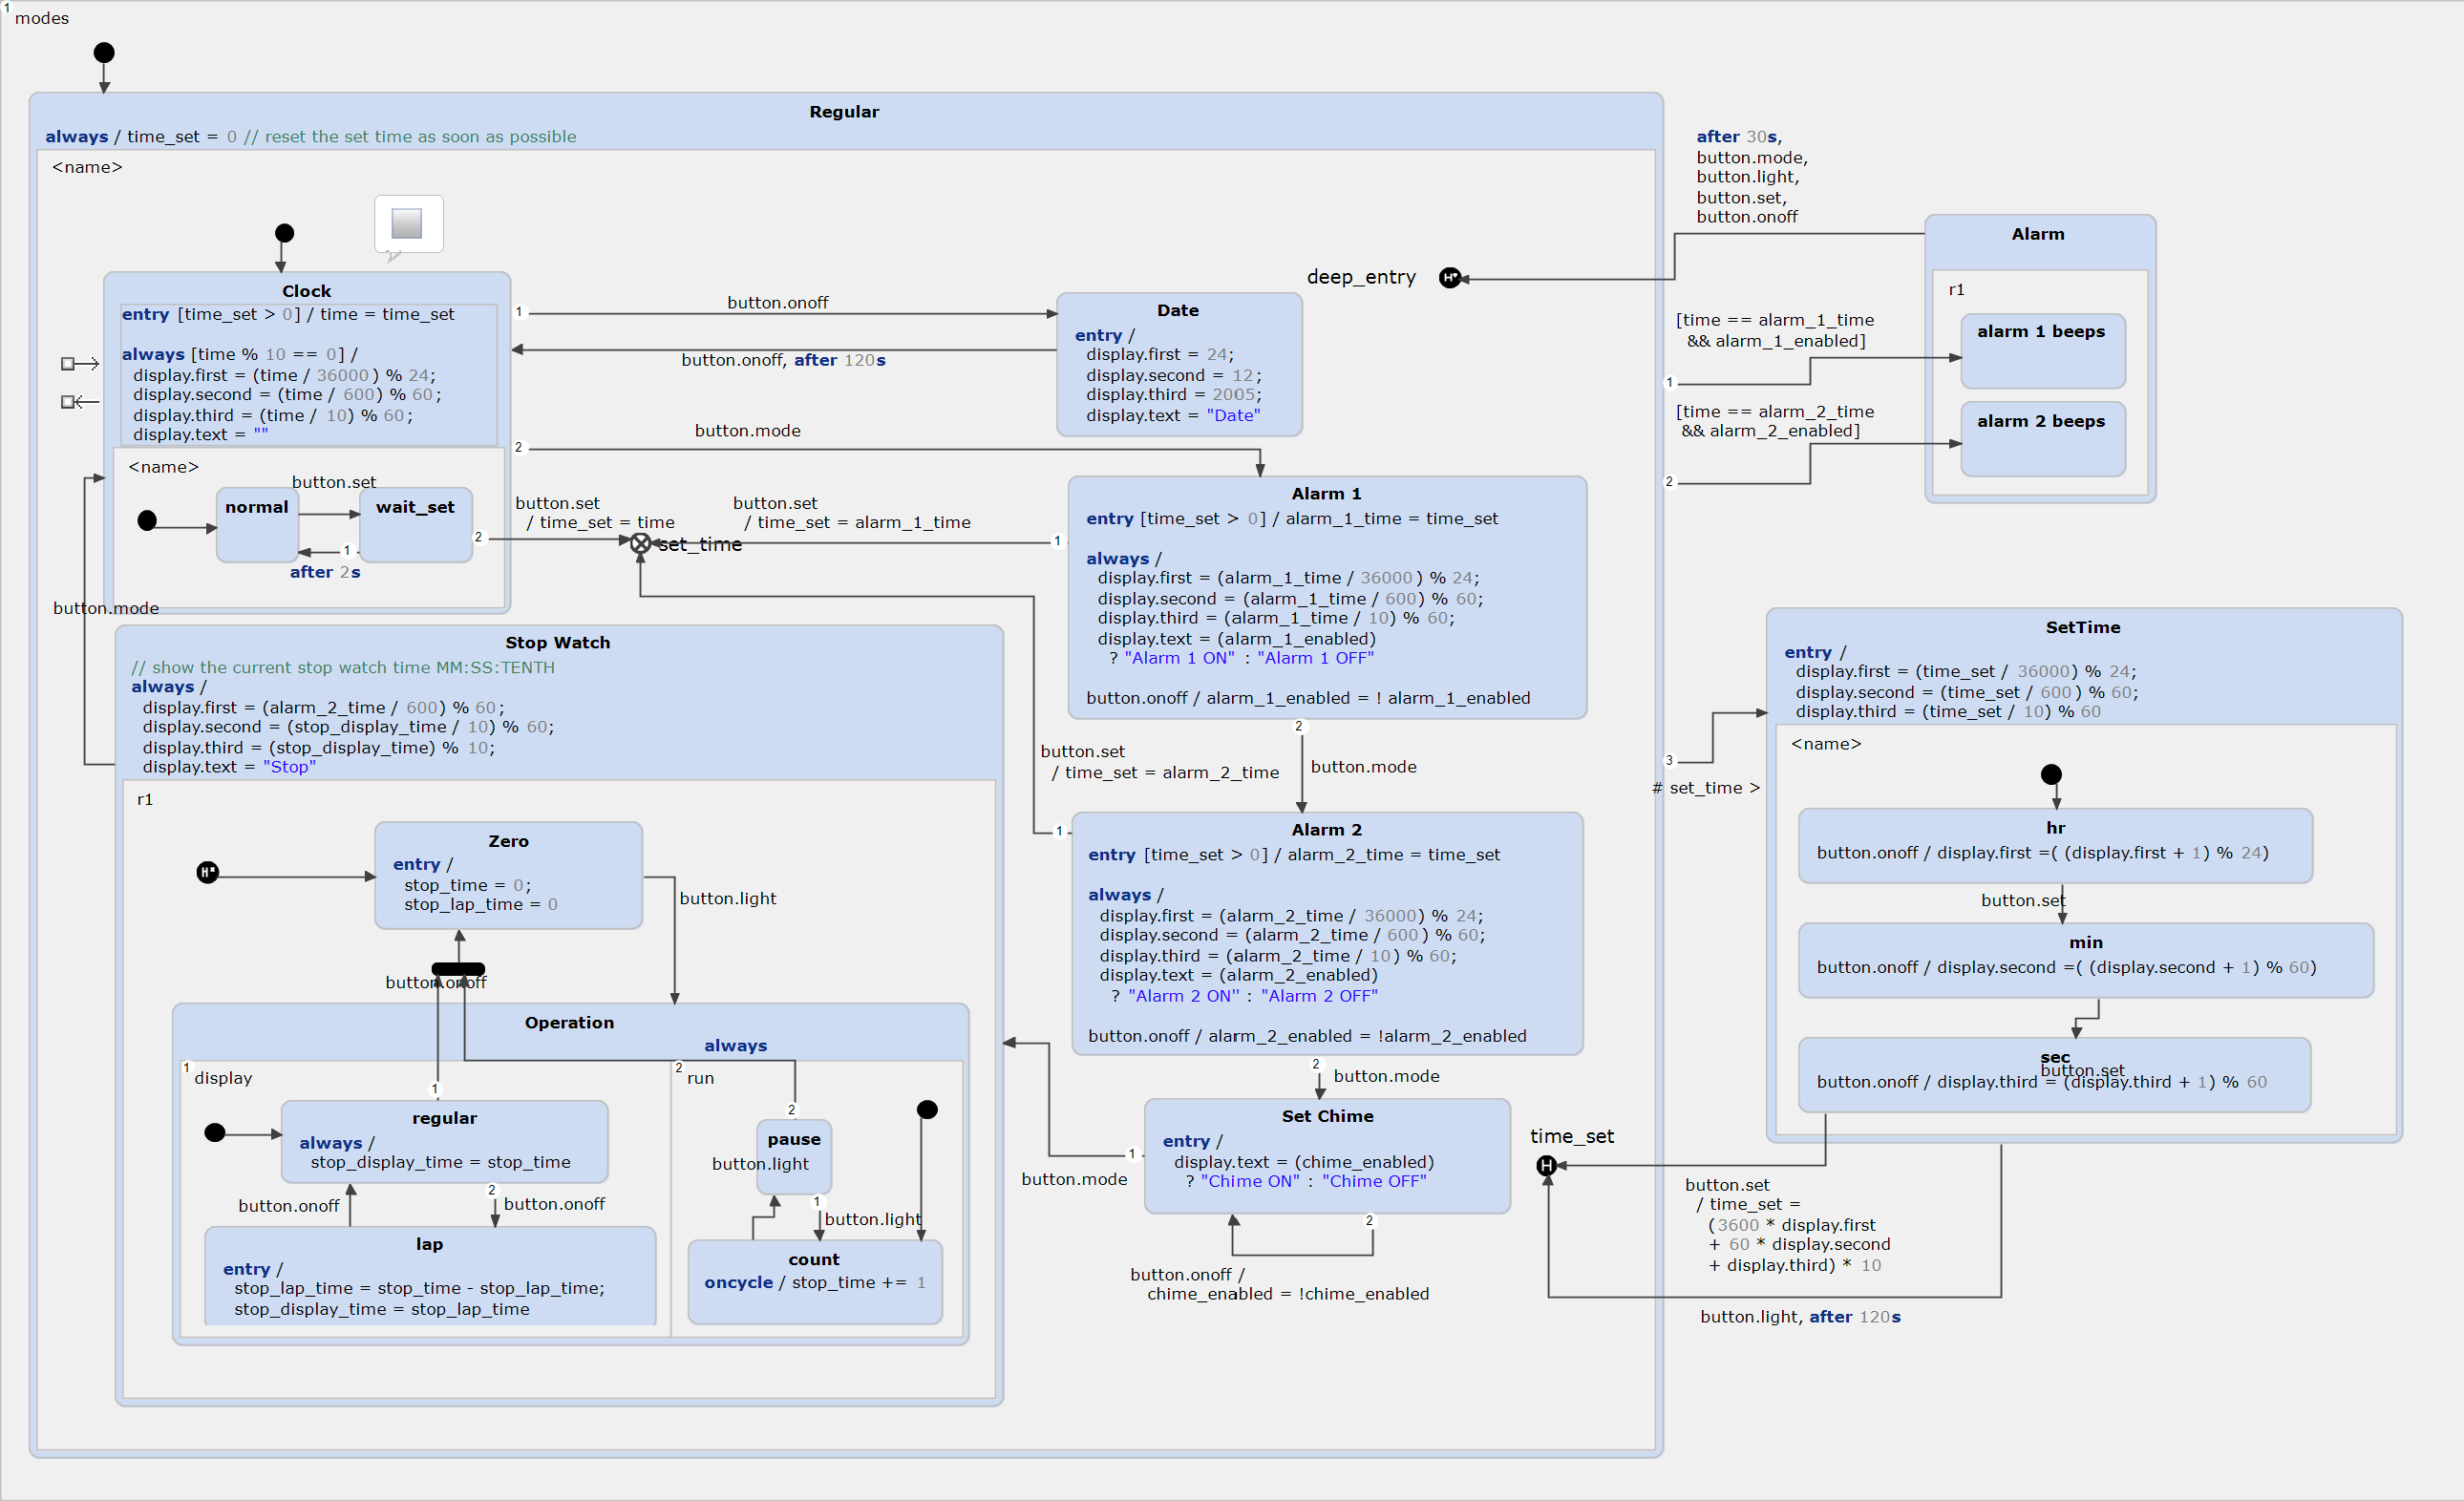 1
modes
Regular
always / time_set = 0 // reset the set time as soon as possible
<name>
Clock
entry [time_set > 0] / time = time_set
always [time % 10 == 0] /
display.first = (time / 36000) % 24;
display.second = (time / 600) % 60;
display.third = (time / 10) % 60;
display.text = ""
<name>
button.set
normal
wait_set
1
after 2s
2
button.set
/ time_set = time
set_time
button.mode
1
button.onoff
button.onoff, after 120s
2
button.mode
Date
entry /
display.first = 24;
display.second = 12;
display.third = 2005;
display.text = "Date"
deep_entry
H*
after 30s,
button.mode,
button.light,
button.set,
button.onoff
Alarm
r1
alarm 1 beeps
alarm 2 beeps
[time == alarm_1_time
&& alarm_1_enabled]
1
[time == alarm_2_time
&& alarm_2_enabled]
2
button.set
/ time_set = alarm_1_time
1
Alarm 1
entry [time_set > 0] / alarm_1_time = time_set
always /
display.first = (alarm_1_time / 36000) % 24;
display.second = (alarm_1_time / 600) % 60;
display.third = (alarm_1_time / 10) % 60;
display.text = (alarm_1_enabled)
? "Alarm 1 ON" : "Alarm 1 OFF"
button.onoff / alarm_1_enabled = ! alarm_1_enabled
2
button.mode
button.set
/ time_set = alarm_2_time
1
Alarm 2
entry [time_set > 0] / alarm_2_time = time_set
always /
display.first = (alarm_2_time / 36000) % 24;
display.second = (alarm_2_time / 600) % 60;
display.third = (alarm_2_time / 10) % 60;
display.text = (alarm_2_enabled)
? "Alarm 2 ON" : "Alarm 2 OFF"
button.onoff / alarm_2_enabled = !alarm_2_enabled
2
button.mode
Set Chime
entry /
display.text = (chime_enabled)
? "Chime ON" : "Chime OFF"
1
button.mode
2
button.onoff /
chime_enabled = !chime_enabled
Stop Watch
// show the current stop watch time MM:SS:TENTH
always /
display.first = (alarm_2_time / 600) % 60;
display.second = (stop_display_time / 10) % 60;
display.third = (stop_display_time) % 10;
display.text = "Stop"
r1
H*
Zero
entry /
stop_time = 0;
stop_lap_time = 0
button.light
button.onoff
Operation
always
1
display
1
regular
always /
stop_display_time = stop_time
button.onoff
2
button.onoff
lap
entry /
stop_lap_time = stop_time - stop_lap_time;
stop_display_time = stop_lap_time
2
run
2
pause
button.light
1
button.light
count
oncycle / stop_time += 1
3
# set_time >
SetTime
entry /
display.first = (time_set / 36000) % 24;
display.second = (time_set / 600) % 60;
display.third = (time_set / 10) % 60
<name>
hr
button.onoff / display.first =( (display.first + 1) % 24)
button.set
min
button.onoff / display.second =( (display.second + 1) % 60)
sec
button.set
button.onoff / display.third = (display.third + 1) % 60
time_set
H
button.set
/ time_set =
(3600 * display.first
+ 60 * display.second
+ display.third) * 10
button.light, after 120s